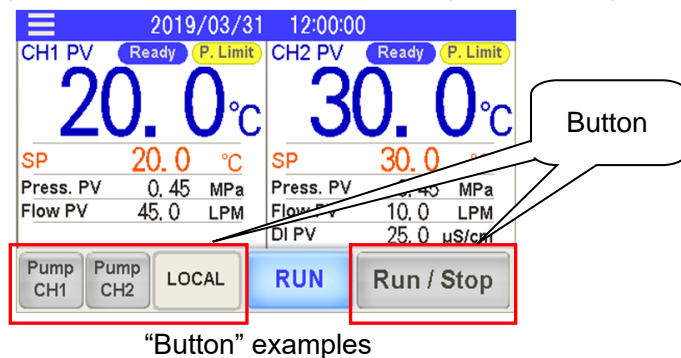 2019/03/31 12:00:00
CH1 PV Ready P. Limit
20.0 °C
SP 20.0 °C
Press. PV 0.45 MPa
Flow PV 45.0 LPM
CH2 PV Ready P. Limit
30.0 °C
SP 30.0
Press. PV MPa
Flow PV 10.0 LPM
DI PV 25.0 µS/cm
Button
Pump CH1
Pump CH2
LOCAL
RUN
Run / Stop
“Button” examples